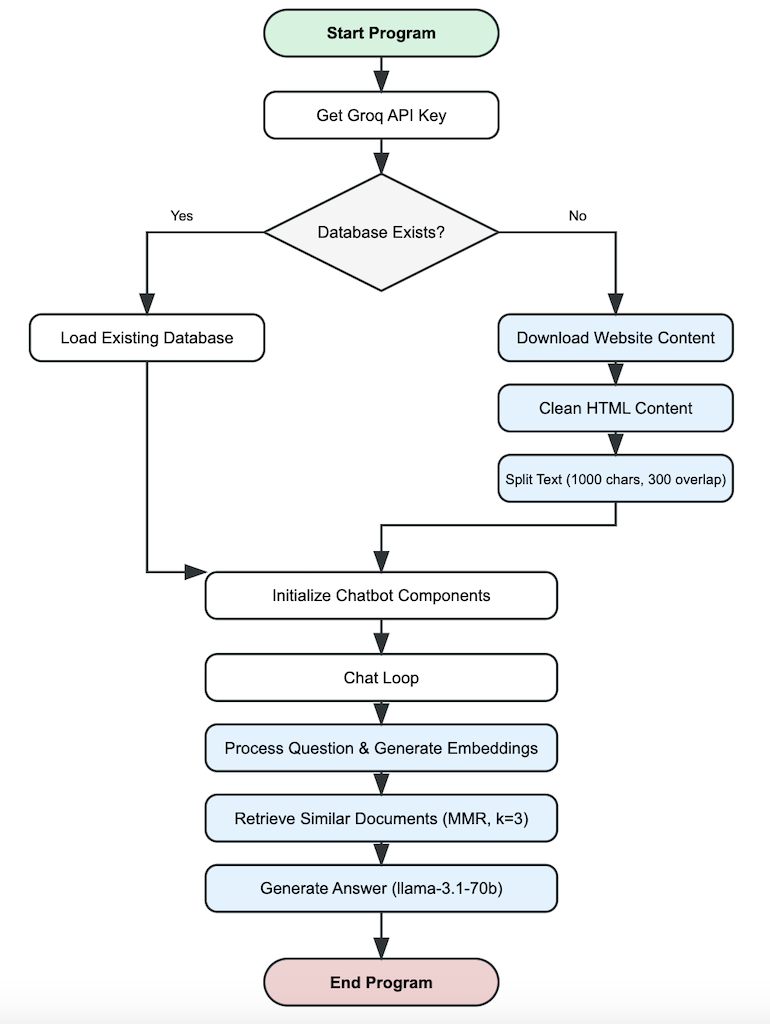 Start Program
Get Groq API Key
Database Exists?
Yes
No
Load Existing Database
Download Website Content
Clean HTML Content
Split Text (1000 chars, 300 overlap)
Initialize Chatbot Components
Chat Loop
Process Question & Generate Embeddings
Retrieve Similar Documents (MMR, k=3)
Generate Answer (llama-3.1-70b)
End Program